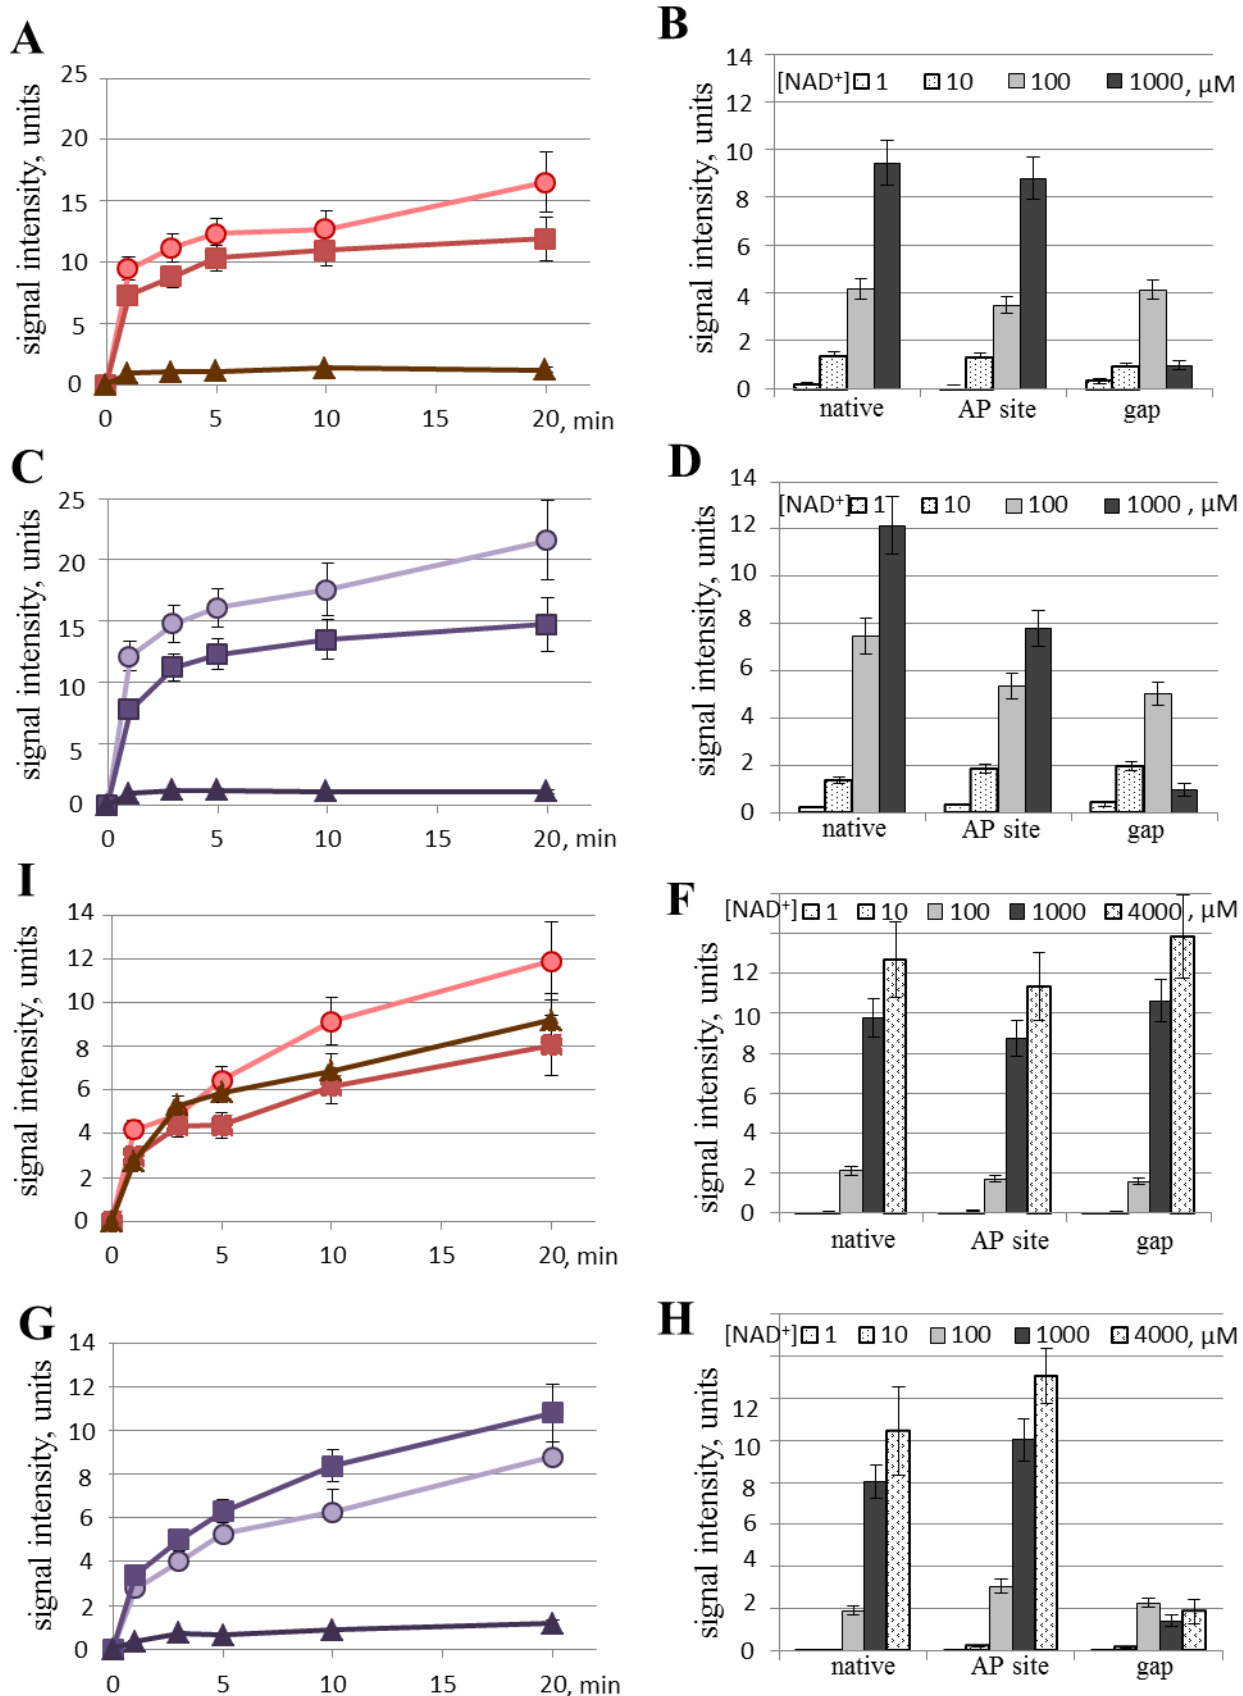 A
signal intensity, units
25
20
15
10
5
0
0 5 10 15 20, min
B
signal intensity, units
14
12
10
8
6
4
2
0
[NAD+] 1 10 100 1000, µM
native AP site gap
C
signal intensity, units
25
20
15
10
5
0
0 5 10 15 20, min
D
signal intensity, units
14
12
10
8
6
4
2
0
[NAD+] 1 10 100 1000, µM
native AP site gap
I
signal intensity, units
14
12
10
8
6
4
2
0
0 5 10 15 20, min
F
signal intensity, units
12
10
8
6
4
2
0
[NAD+] 1 10 100 1000 4000, µM
native AP site gap
G
signal intensity, units
14
12
10
8
6
4
2
0
0 5 10 15 20, min
H
signal intensity, units
12
10
8
6
4
2
0
[NAD+] 1 10 100 1000 4000, µM
native AP site gap